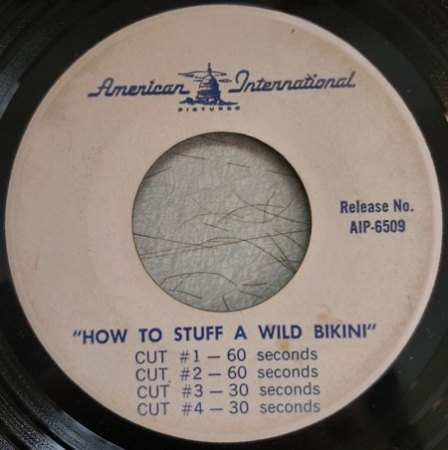 American International
PICTURES
Release No.
AIP-6509
"HOW TO STUFF A WILD BIKINI"
CUT #1 — 60 seconds
CUT #2 — 60 seconds
CUT #3 — 30 seconds
CUT #4 — 30 seconds